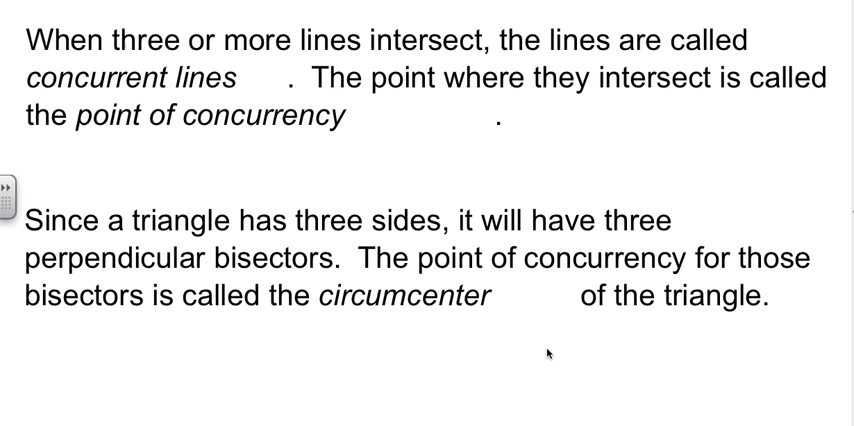 When three or more lines intersect, the lines are called
concurrent lines . The point where they intersect is called
the point of concurrency .
Since a triangle has three sides, it will have three
perpendicular bisectors. The point of concurrency for those
bisectors is called the circumcenter of the triangle.